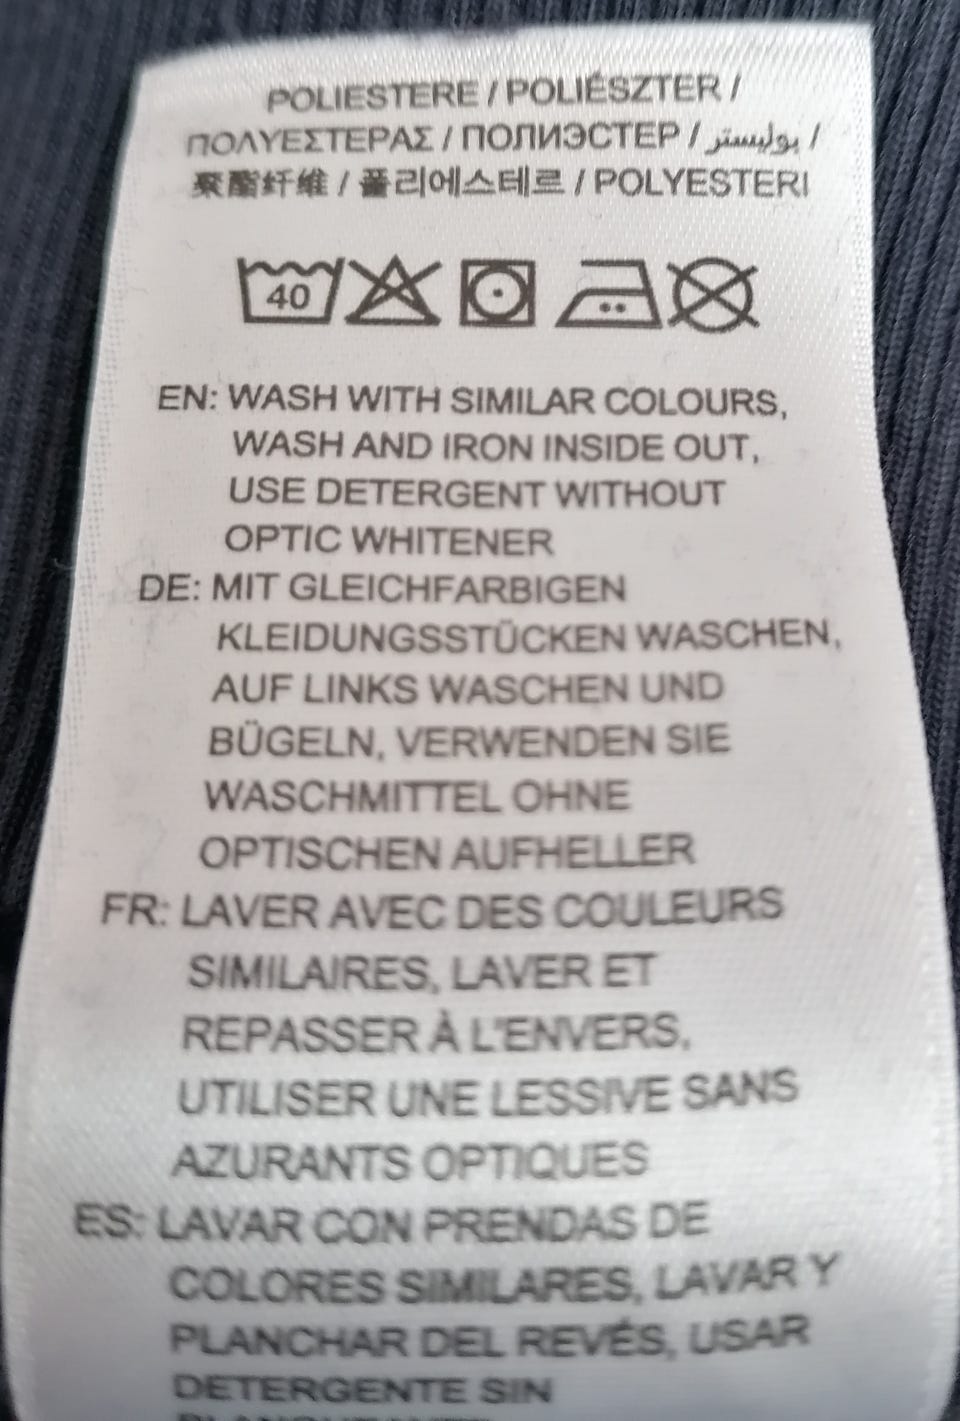 POLIESTERE / POLIÉSZTER /
ΠΟΛΥΕΣΤΕΡΑΣ / ПОЛИЭСТЕР / بوليستر /
聚酯纤维 / 폴리에스테르 / POLYESTERI
40
EN: WASH WITH SIMILAR COLOURS,
WASH AND IRON INSIDE OUT,
USE DETERGENT WITHOUT
OPTIC WHITENER
DE: MIT GLEICHFARBIGEN
KLEIDUNGSSTÜCKEN WASCHEN,
AUF LINKS WASCHEN UND
BÜGELN, VERWENDEN SIE
WASCHMITTEL OHNE
OPTISCHEN AUFHELLER
FR: LAVER AVEC DES COULEURS
SIMILAIRES, LAVER ET
REPASSER À L'ENVERS,
UTILISER UNE LESSIVE SANS
AZURANTS OPTIQUES
ES: LAVAR CON PRENDAS DE
COLORES SIMILARES, LAVAR Y
PLANCHAR DEL REVÉS, USAR
DETERGENTE SIN